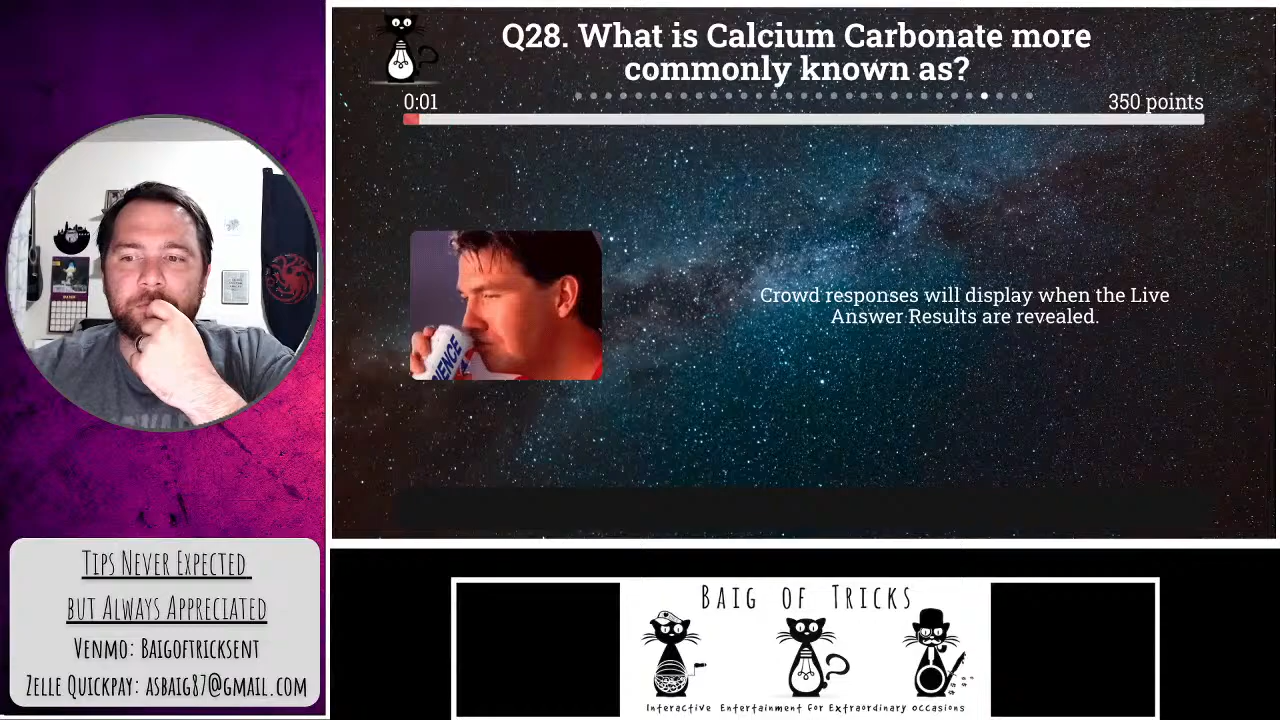 Q28. What is Calcium Carbonate more
commonly known as?
0:01
350 points
IENCE
Crowd responses will display when the Live
Answer Results are revealed.
Tips Never Expected
but Always Appreciated
Venmo: Baigoftricksent
Zelle Quickpay: asbaig87@gmail.com
Baig of Tricks
Interactive Entertainment for Extraordinary occasions